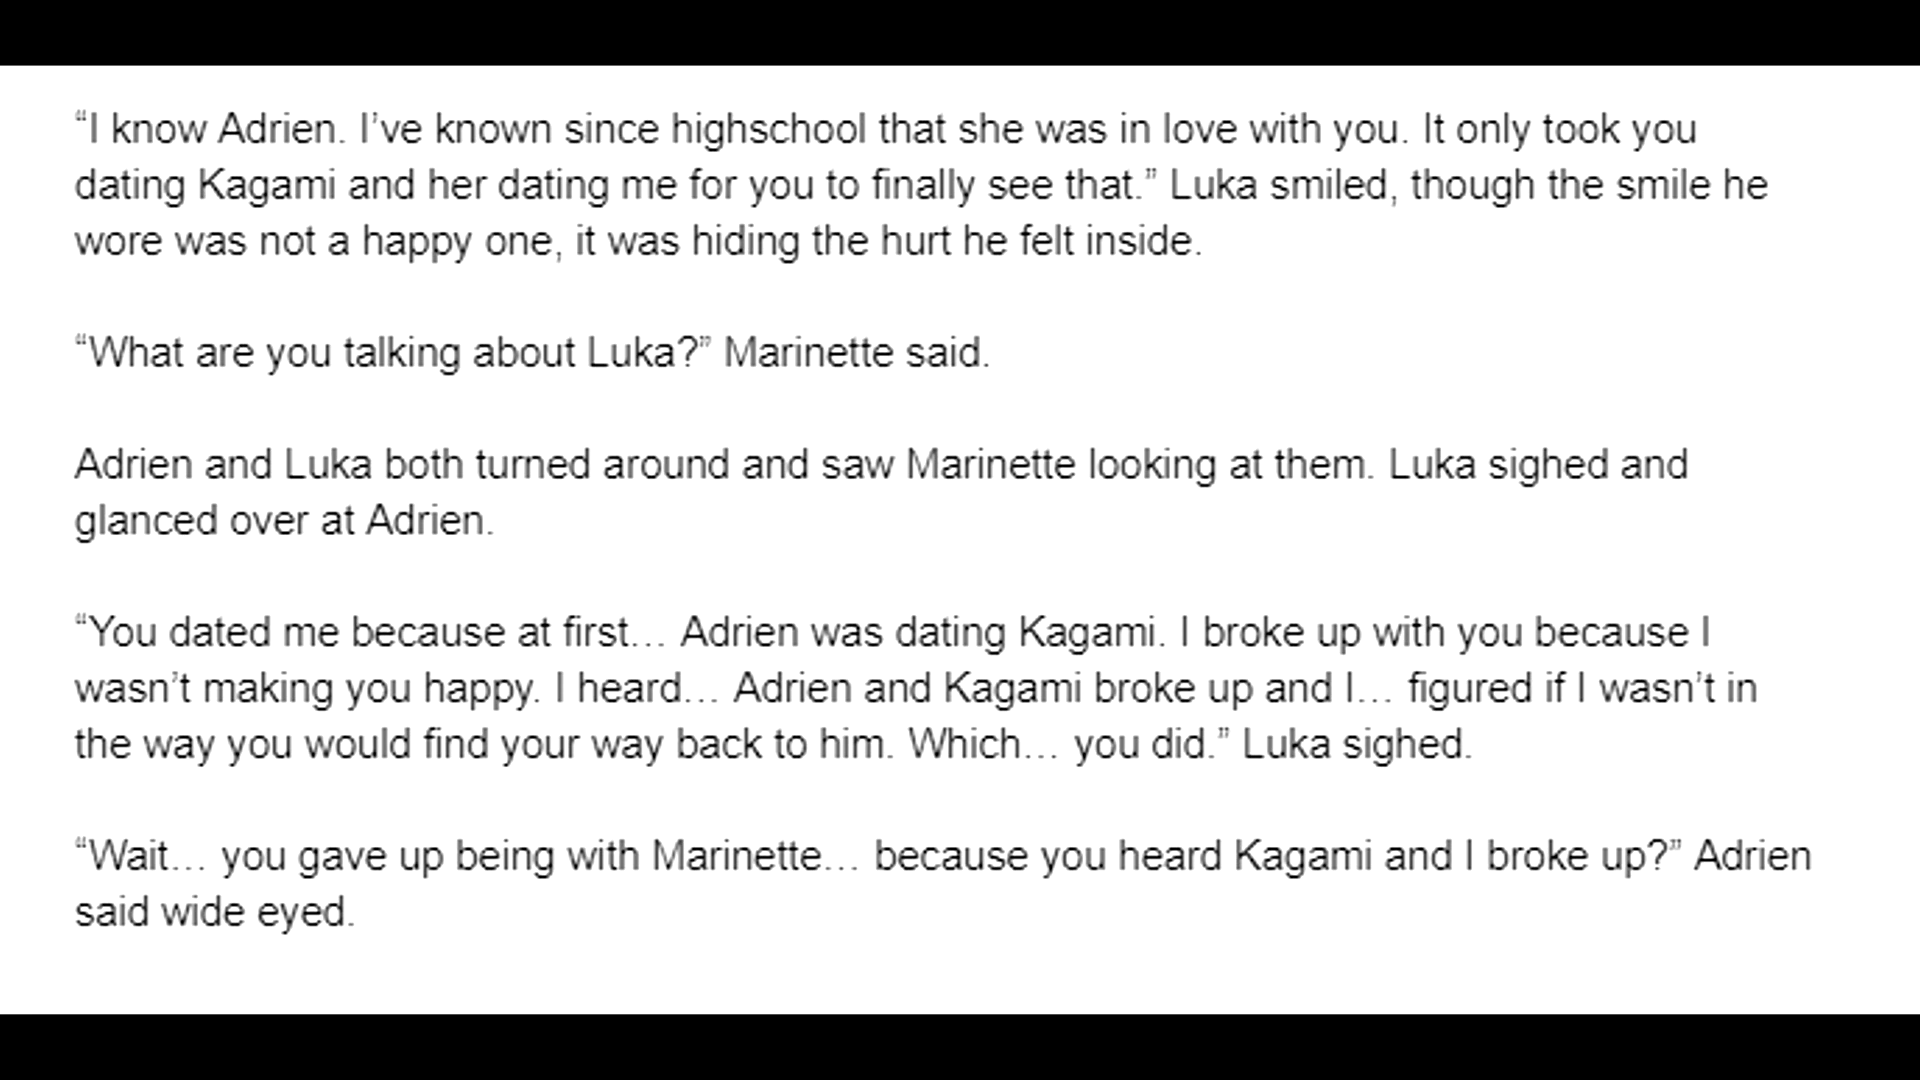 “I know Adrien. I’ve known since highschool that she was in love with you. It only took you
dating Kagami and her dating me for you to finally see that.” Luka smiled, though the smile he
wore was not a happy one, it was hiding the hurt he felt inside.
“What are you talking about Luka?” Marinette said.
Adrien and Luka both turned around and saw Marinette looking at them. Luka sighed and
glanced over at Adrien.
“You dated me because at first… Adrien was dating Kagami. I broke up with you because I
wasn’t making you happy. I heard… Adrien and Kagami broke up and I… figured if I wasn’t in
the way you would find your way back to him. Which… you did.” Luka sighed.
“Wait… you gave up being with Marinette… because you heard Kagami and I broke up?” Adrien
said wide eyed.